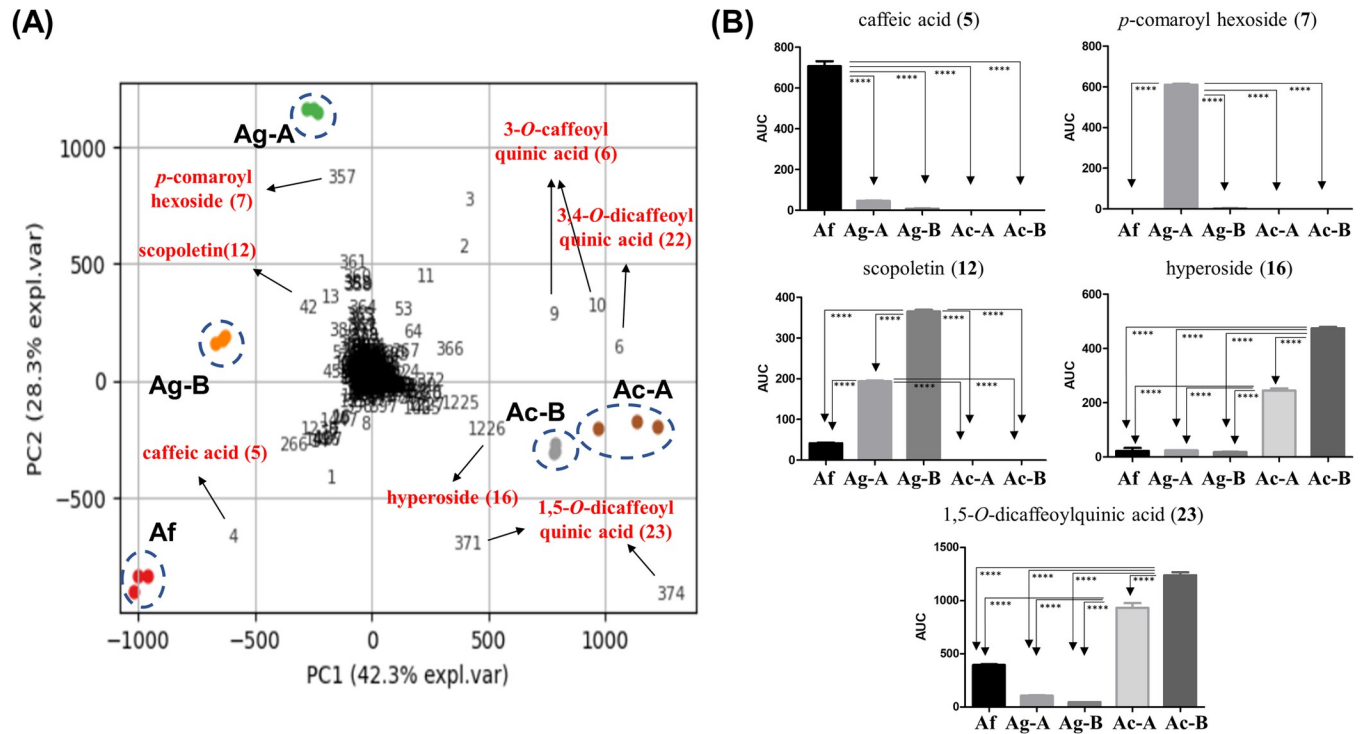 (A)
PC2 (28.3% expl.var)
1000
500
0
−500
−1000
−500
0
500
1000
PC1 (42.3% expl.var)
Ag-A
p-comaroyl
hexoside (7)
357
scopoletin(12)
42
13
361
358
364
53
64
367
366
11
3
2
3-O-caffeoyl
quinic acid (6)
3,4-O-dicaffeoyl
quinic acid (22)
9
10
6
Ag-B
Ac-B
Ac-A
1225
1226
8
266
1
caffeic acid (5)
4
hyperoside (16)
371
1,5-O-dicaffeoyl
quinic acid (23)
374
Af
(B)
caffeic acid (5)
AUC
800
600
400
200
0
**** **** **** ****
Af Ag-A Ag-B Ac-A Ac-B
p-comaroyl hexoside (7)
AUC
800
600
400
200
0
**** **** **** ****
Af Ag-A Ag-B Ac-A Ac-B
scopoletin (12)
AUC
400
300
200
100
0
**** **** **** ****
**** **** ****
Af Ag-A Ag-B Ac-A Ac-B
hyperoside (16)
AUC
600
400
200
0
**** **** **** ****
**** **** ****
Af Ag-A Ag-B Ac-A Ac-B
1,5-O-dicaffeoylquinic acid (23)
AUC
1500
1000
500
0
**** **** **** ****
**** **** ****
Af Ag-A Ag-B Ac-A Ac-B